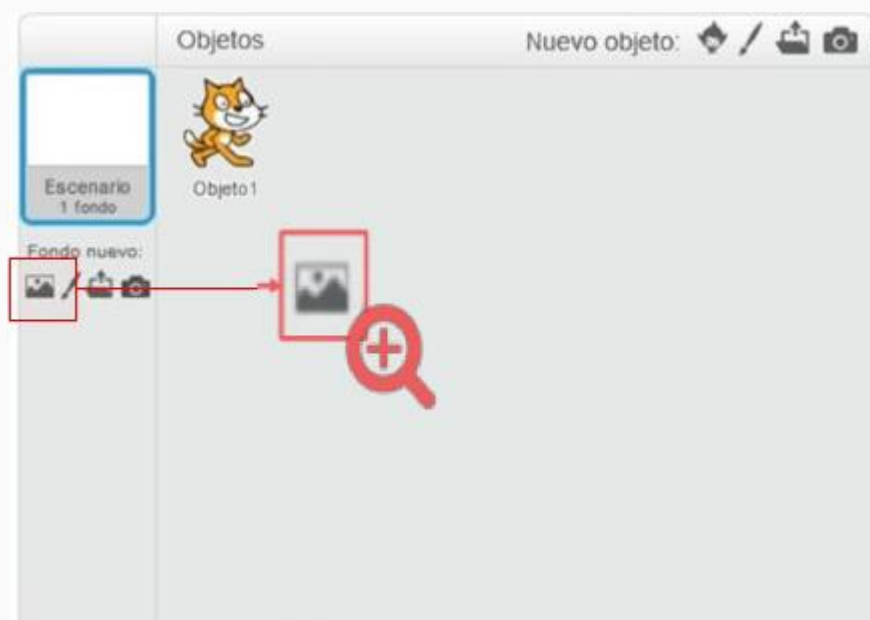 Objetos
Nuevo objeto:
Escenario
1 fondo
Objeto1
Fondo nuevo: